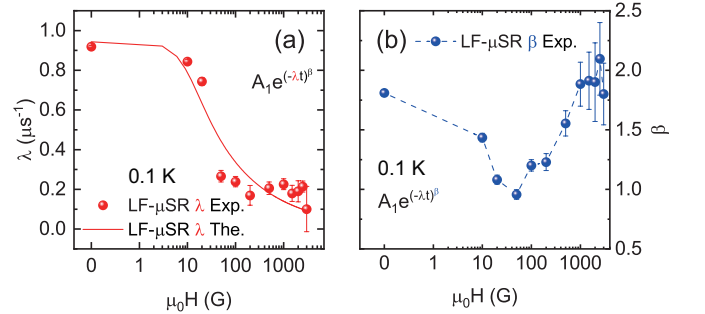 (a)
A₁e^(-λt)^β
0.1 K
LF-μSR λ Exp.
LF-μSR λ The.
λ (μs⁻¹)
1.0
0.8
0.6
0.4
0.2
0.0
0 1 10 100 1000
μ₀H (G)
(b)
LF-μSR β Exp.
0.1 K
A₁e^(-λt)^β
0 1 10 100 1000
μ₀H (G)
2.5
2.0
1.5
1.0
0.5
β